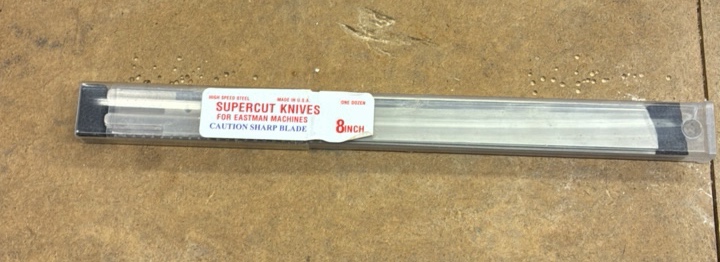 HIGH SPEED STEEL MADE IN U.S.A. ONE DOZEN
SUPERCUT KNIVES
FOR EASTMAN MACHINES
CAUTION SHARP BLADE 8INCH